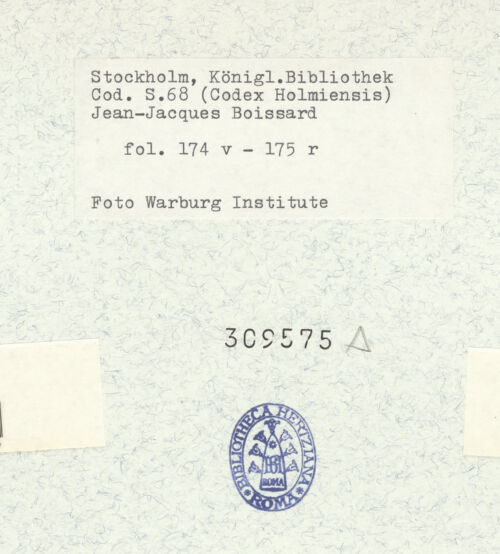 Stockholm, Königl.Bibliothek
Cod. S.68 (Codex Holmiensis)
Jean-Jacques Boissard
fol. 174 v - 175 r
Foto Warburg Institute
309575
BIBLIOTHECA HERTZIANA
ROMA
ROMA